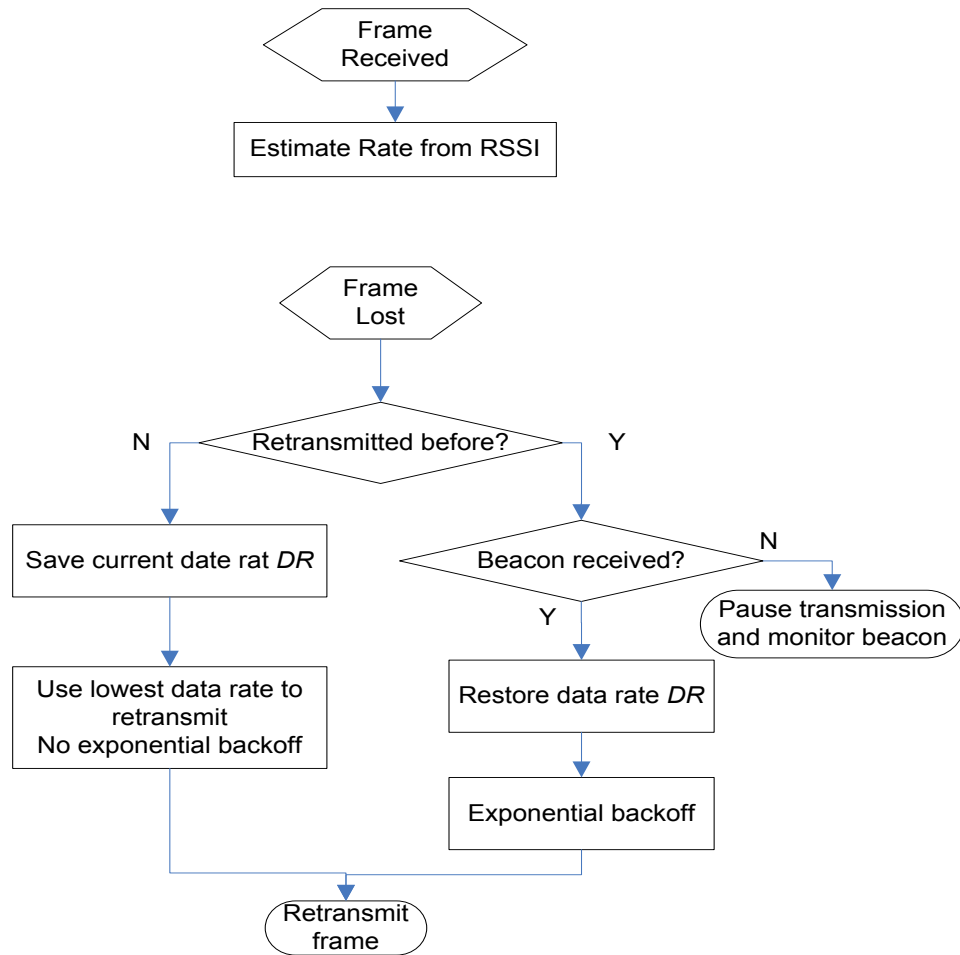 Frame
Received
Estimate Rate from RSSI
Frame
Lost
N
Retransmitted before?
Y
Save current date rat DR
Beacon received?
N
Pause transmission
and monitor beacon
Y
Use lowest data rate to
retransmit
No exponential backoff
Restore data rate DR
Exponential backoff
Retransmit
frame